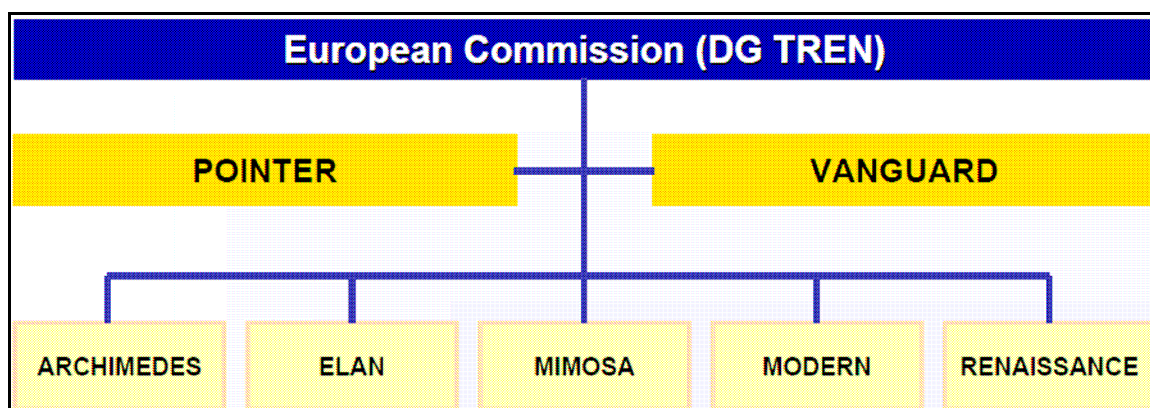 European Commission (DG TREN)
POINTER
VANGUARD
ARCHIMEDES
ELAN
MIMOSA
MODERN
RENAISSANCE